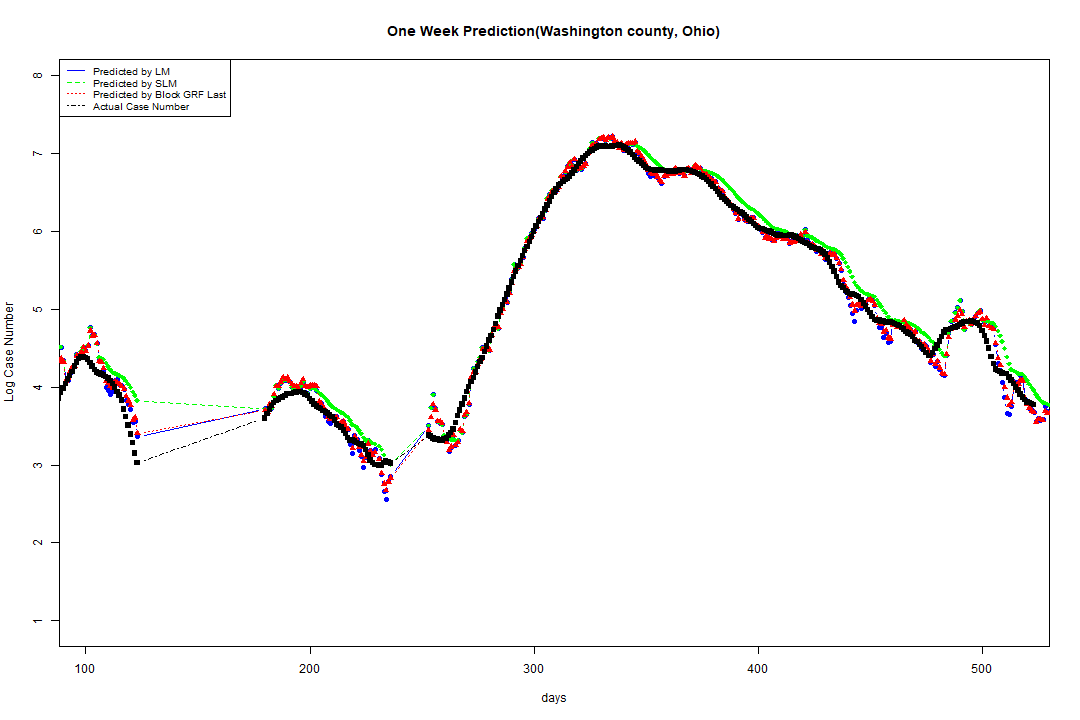 One Week Prediction(Washington county, Ohio)
Predicted by LM
Predicted by SLM
Predicted by Block GRF Last
Actual Case Number
8
7
6
5
4
3
2
1
Log Case Number
100 200 300 400 500
days